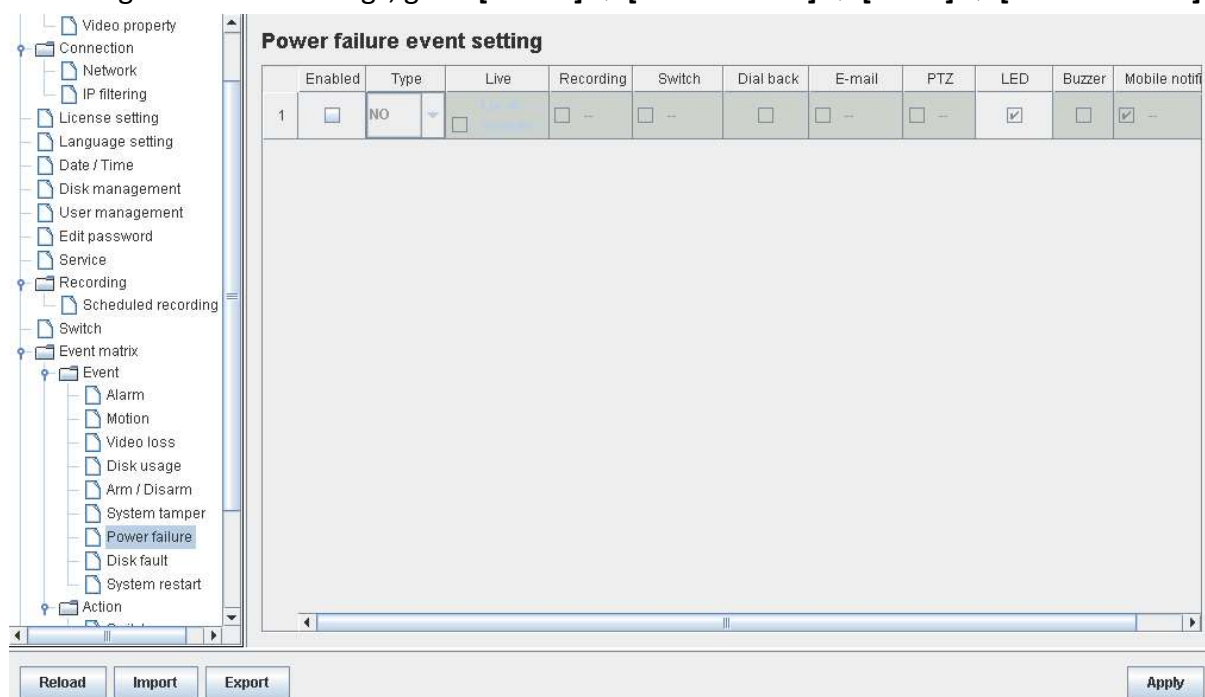 Video property
Connection
Network
IP filtering
License setting
Language setting
Date / Time
Disk management
User management
Edit password
Service
Recording
Scheduled recording
Switch
Event matrix
Event
Alarm
Motion
Video loss
Disk usage
Arm / Disarm
System tamper
Power failure
Disk fault
System restart
Action
Power failure event setting
Enabled Type Live Recording Switch Dial back E-mail PTZ LED Buzzer Mobile notifi
1 NO -- -- -- -- --
Reload Import Export Apply